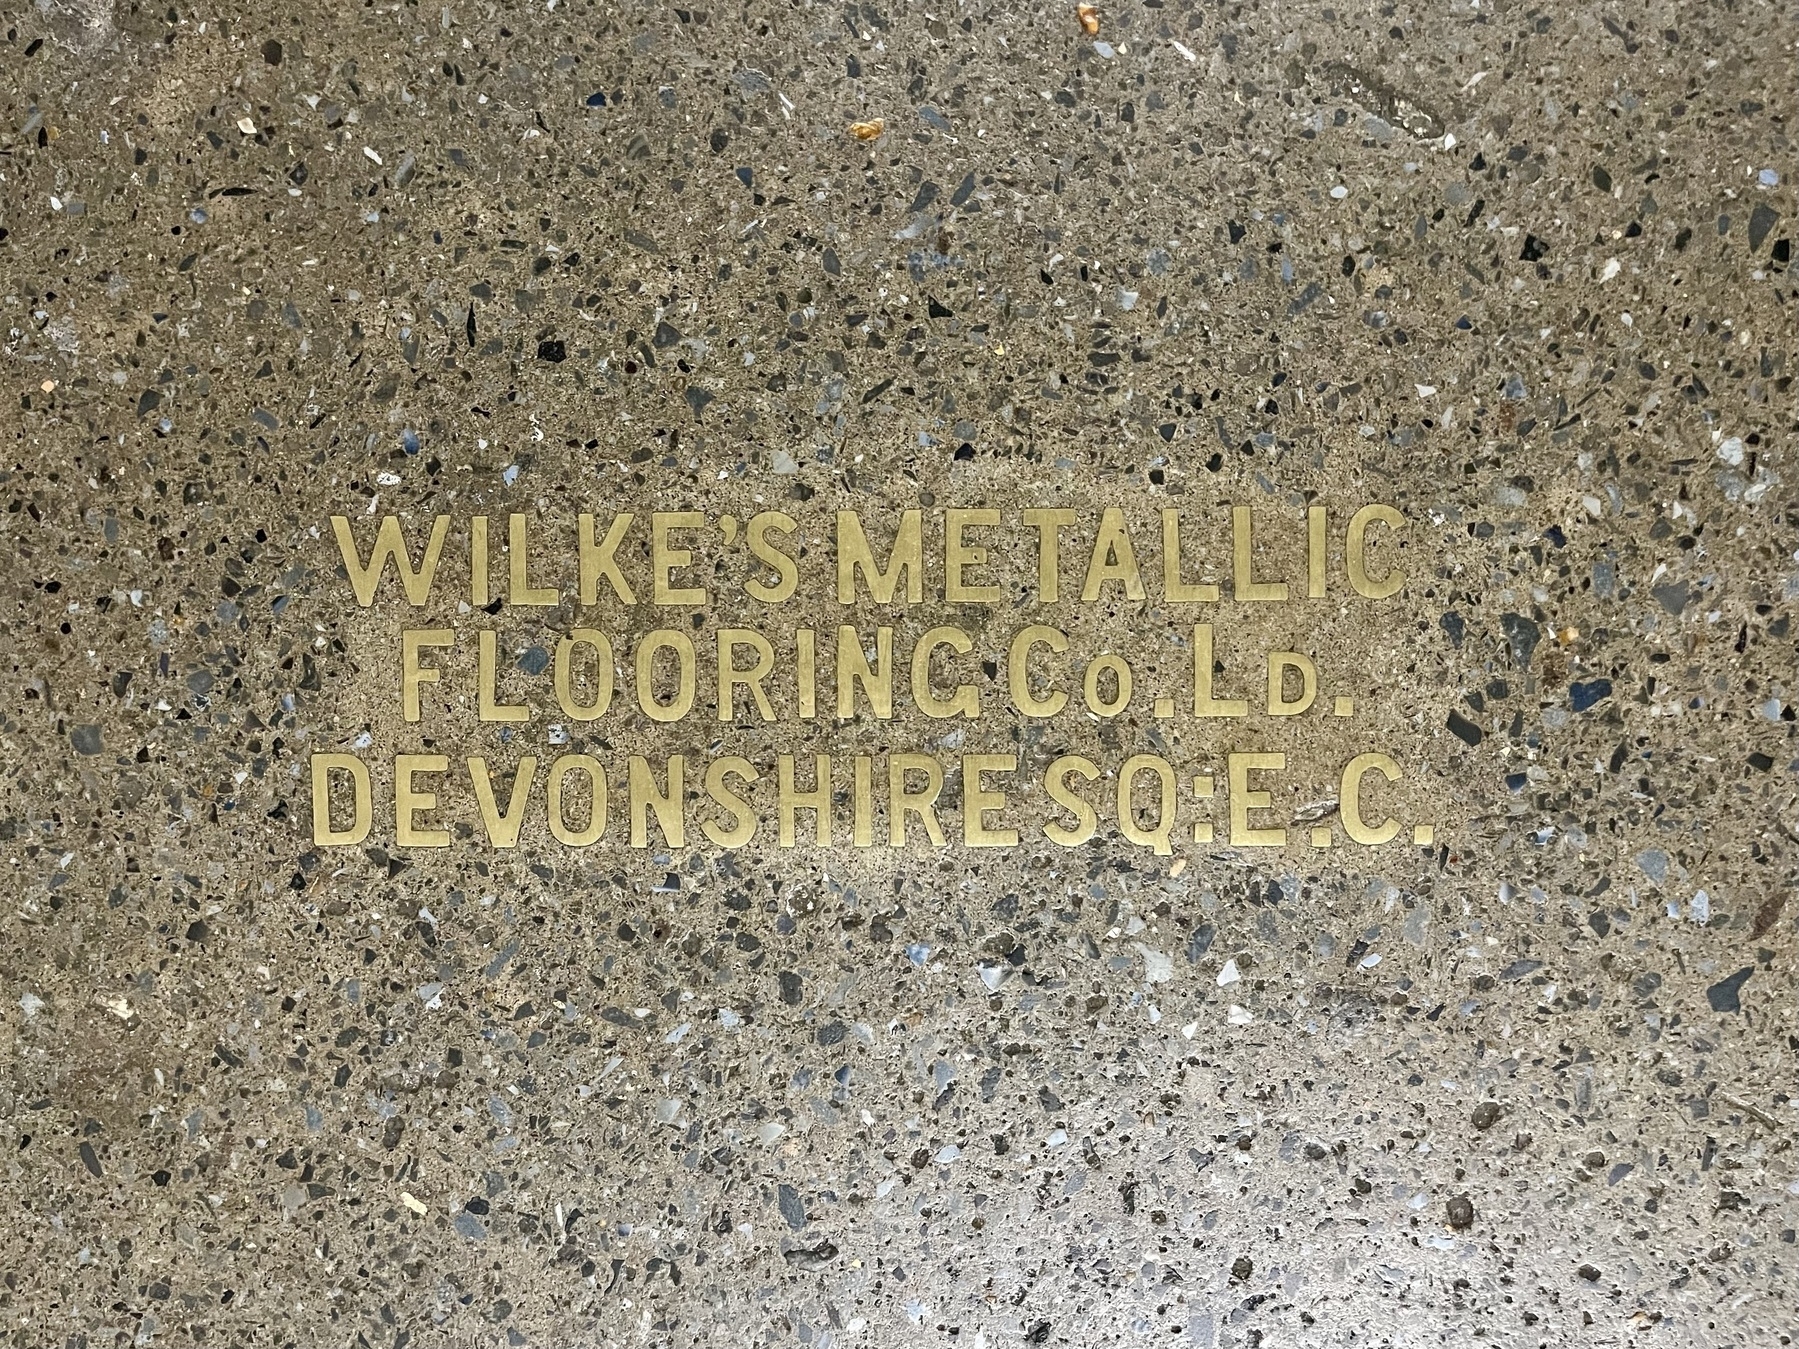 WILKE'S METALLIC
FLOORING Co. LD.
DEVONSHIRE SQ: E.C.